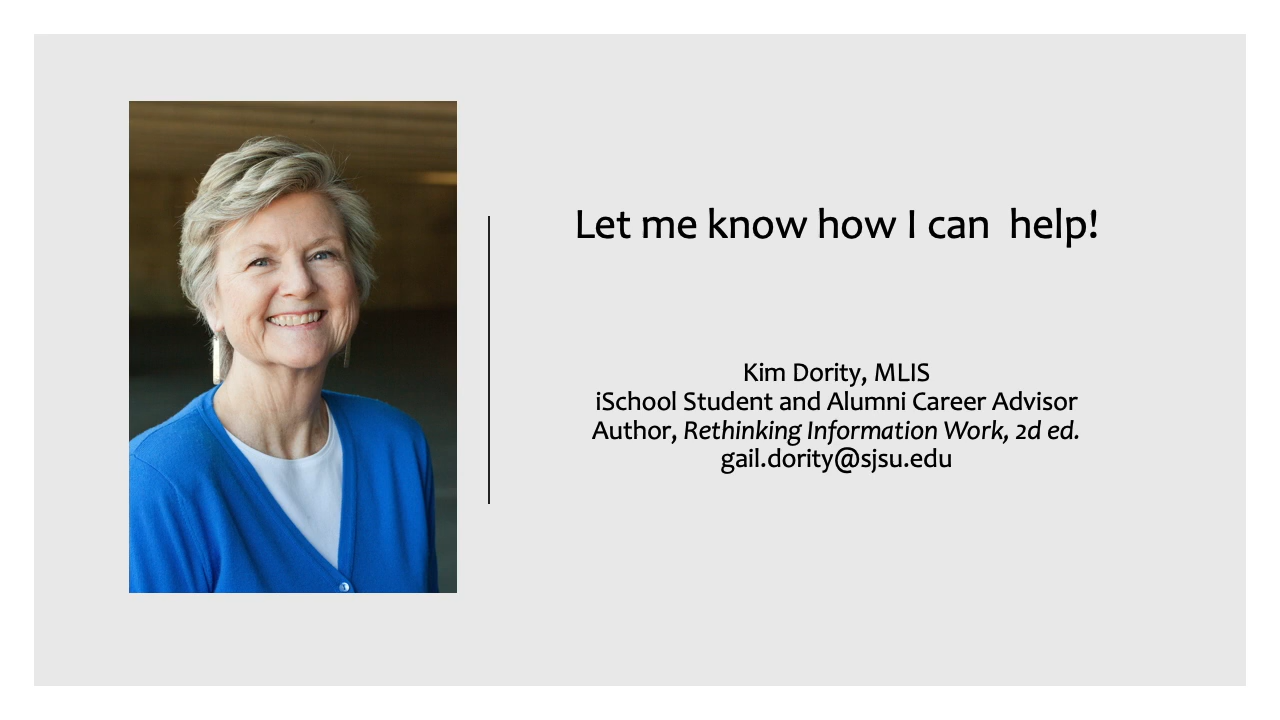 Let me know how I can  help!
Kim Dority, MLIS
iSchool Student and Alumni Career Advisor
Author, Rethinking Information Work, 2d ed.
gail.dority@sjsu.edu